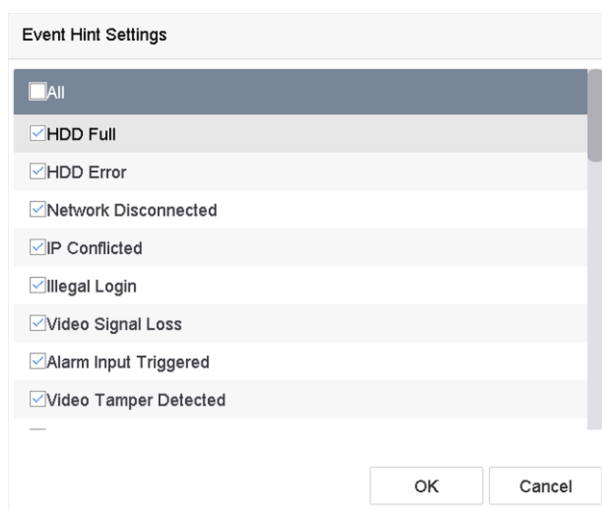 Event Hint Settings
All
HDD Full
HDD Error
Network Disconnected
IP Conflicted
Illegal Login
Video Signal Loss
Alarm Input Triggered
Video Tamper Detected
OK Cancel